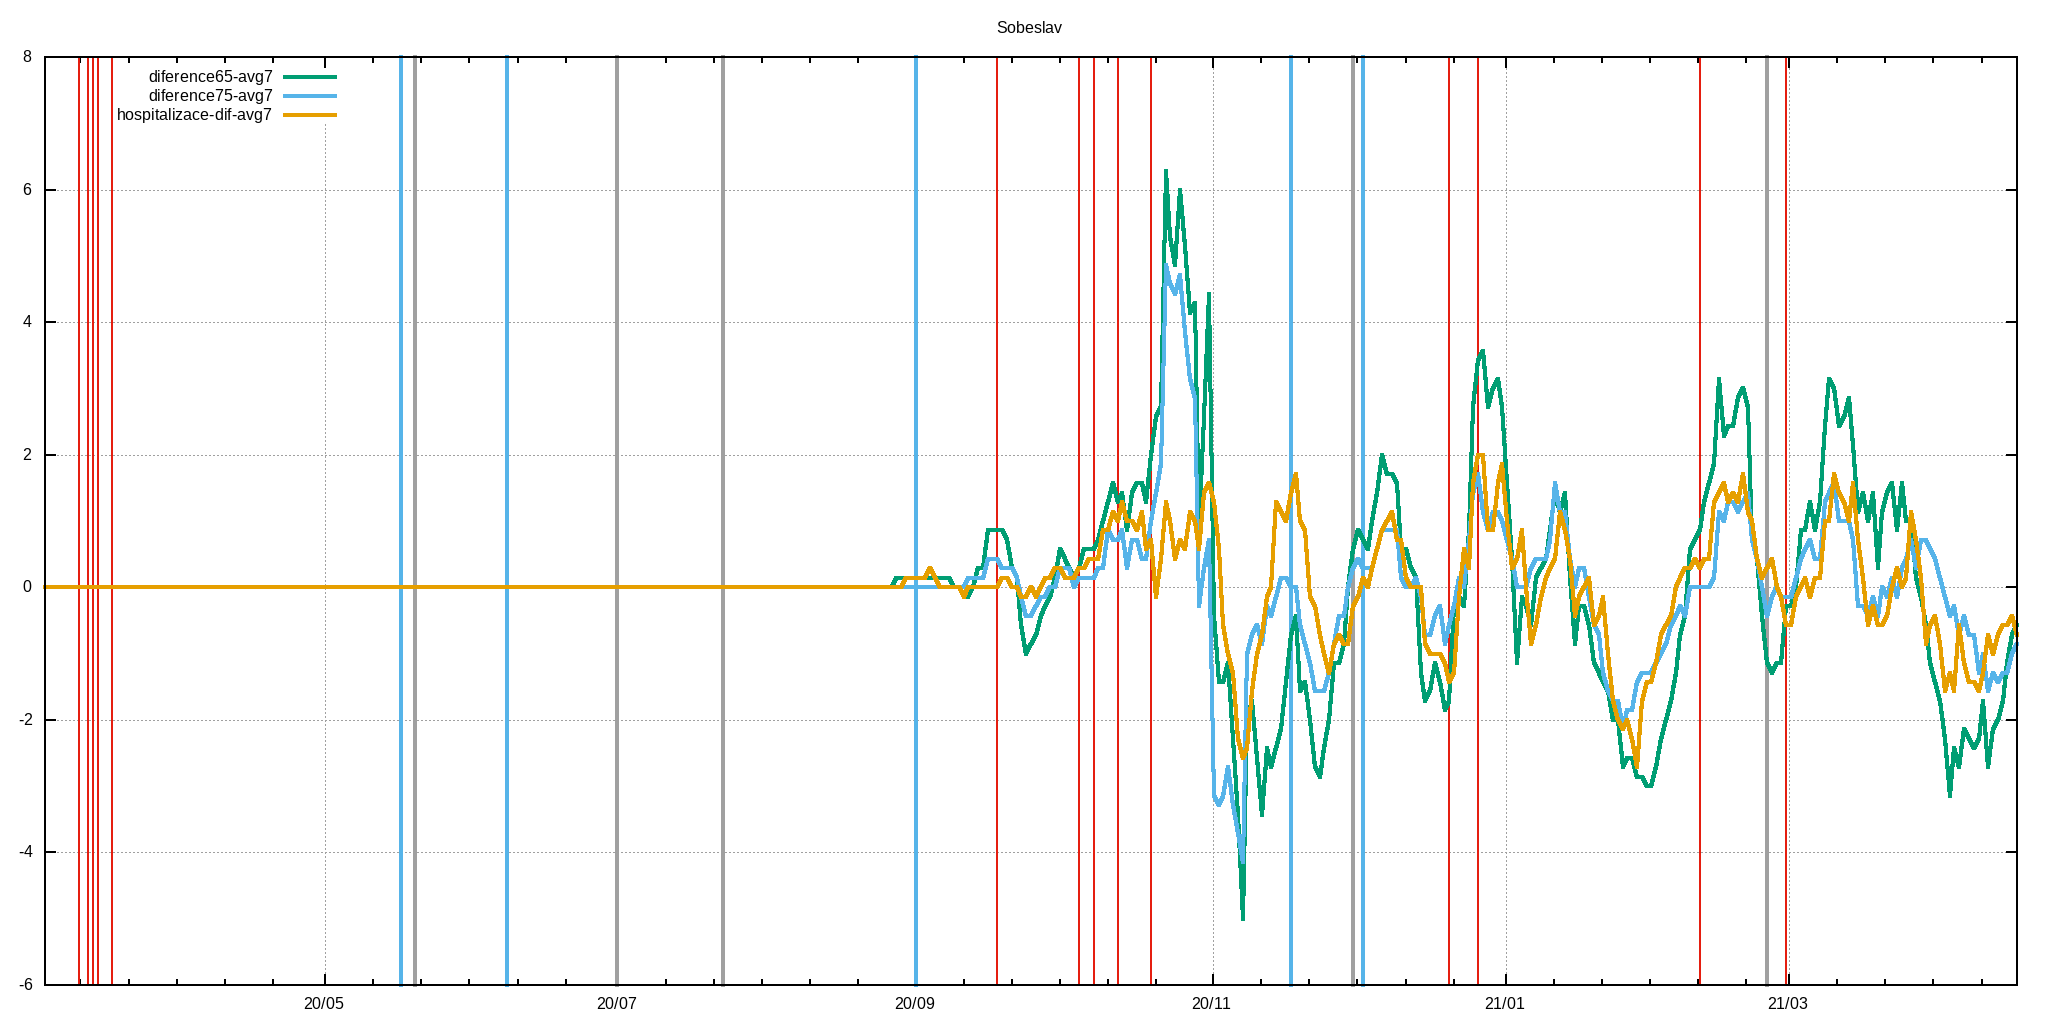 Sobeslav
8
diference65-avg7
diference75-avg7
hospitalizace-dif-avg7
6
4
2
0
-2
-4
-6
20/05 20/07 20/09 20/11 21/01 21/03